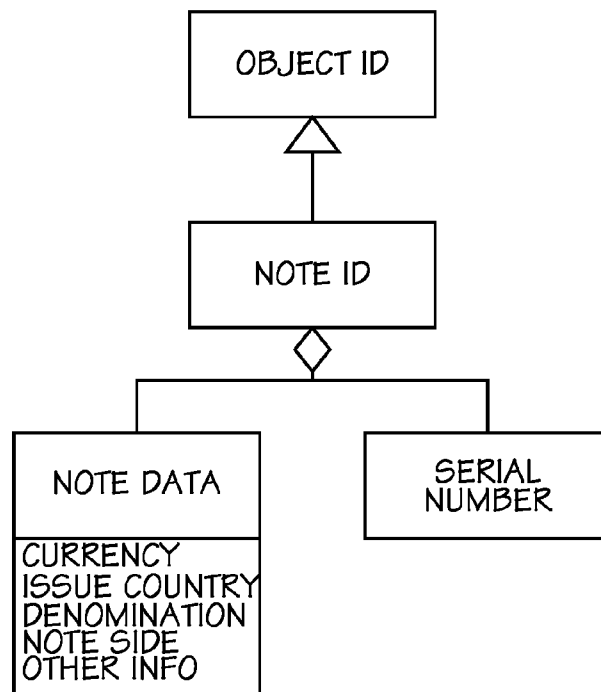 OBJECT ID
NOTE ID
NOTE DATA
CURRENCY
ISSUE COUNTRY
DENOMINATION
NOTE SIDE
OTHER INFO
SERIAL
NUMBER